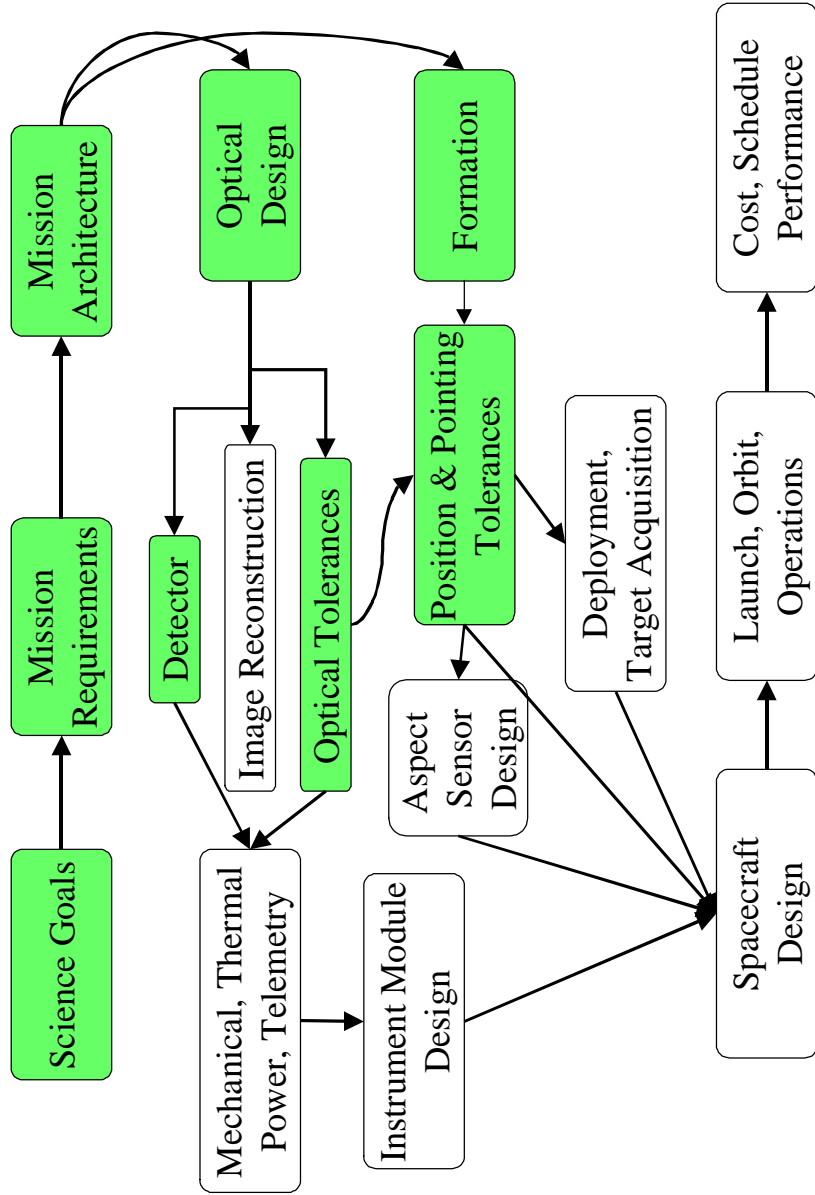 Science Goals
Mission
Requirements
Mission
Architecture
Mechanical, Thermal
Power, Telemetry
Detector
Image Reconstruction
Optical Tolerances
Optical
Design
Instrument Module
Design
Aspect
Sensor
Design
Position & Pointing
Tolerances
Formation
Deployment,
Target Acquisition
Spacecraft
Design
Launch, Orbit,
Operations
Cost, Schedule
Performance